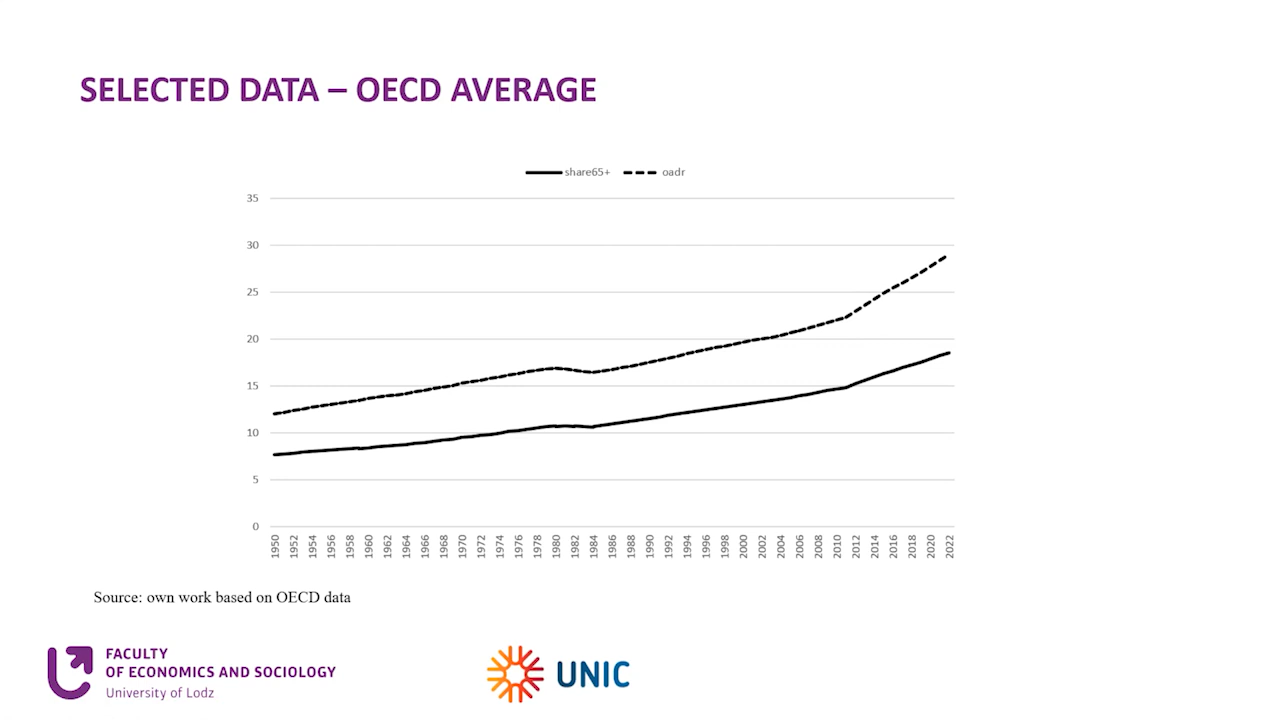 SELECTED DATA – OECD AVERAGE
share65+ oadr
35
30
25
20
15
10
5
0
1950 1952 1954 1956 1958 1960 1962 1964 1966 1968 1970 1972 1974 1976 1978 1980 1982 1984 1986 1988 1990 1992 1994 1996 1998 2000 2002 2004 2006 2008 2010 2012 2014 2016 2018 2020 2022
Source: own work based on OECD data
FACULTY
OF ECONOMICS AND SOCIOLOGY
University of Lodz
UNIC